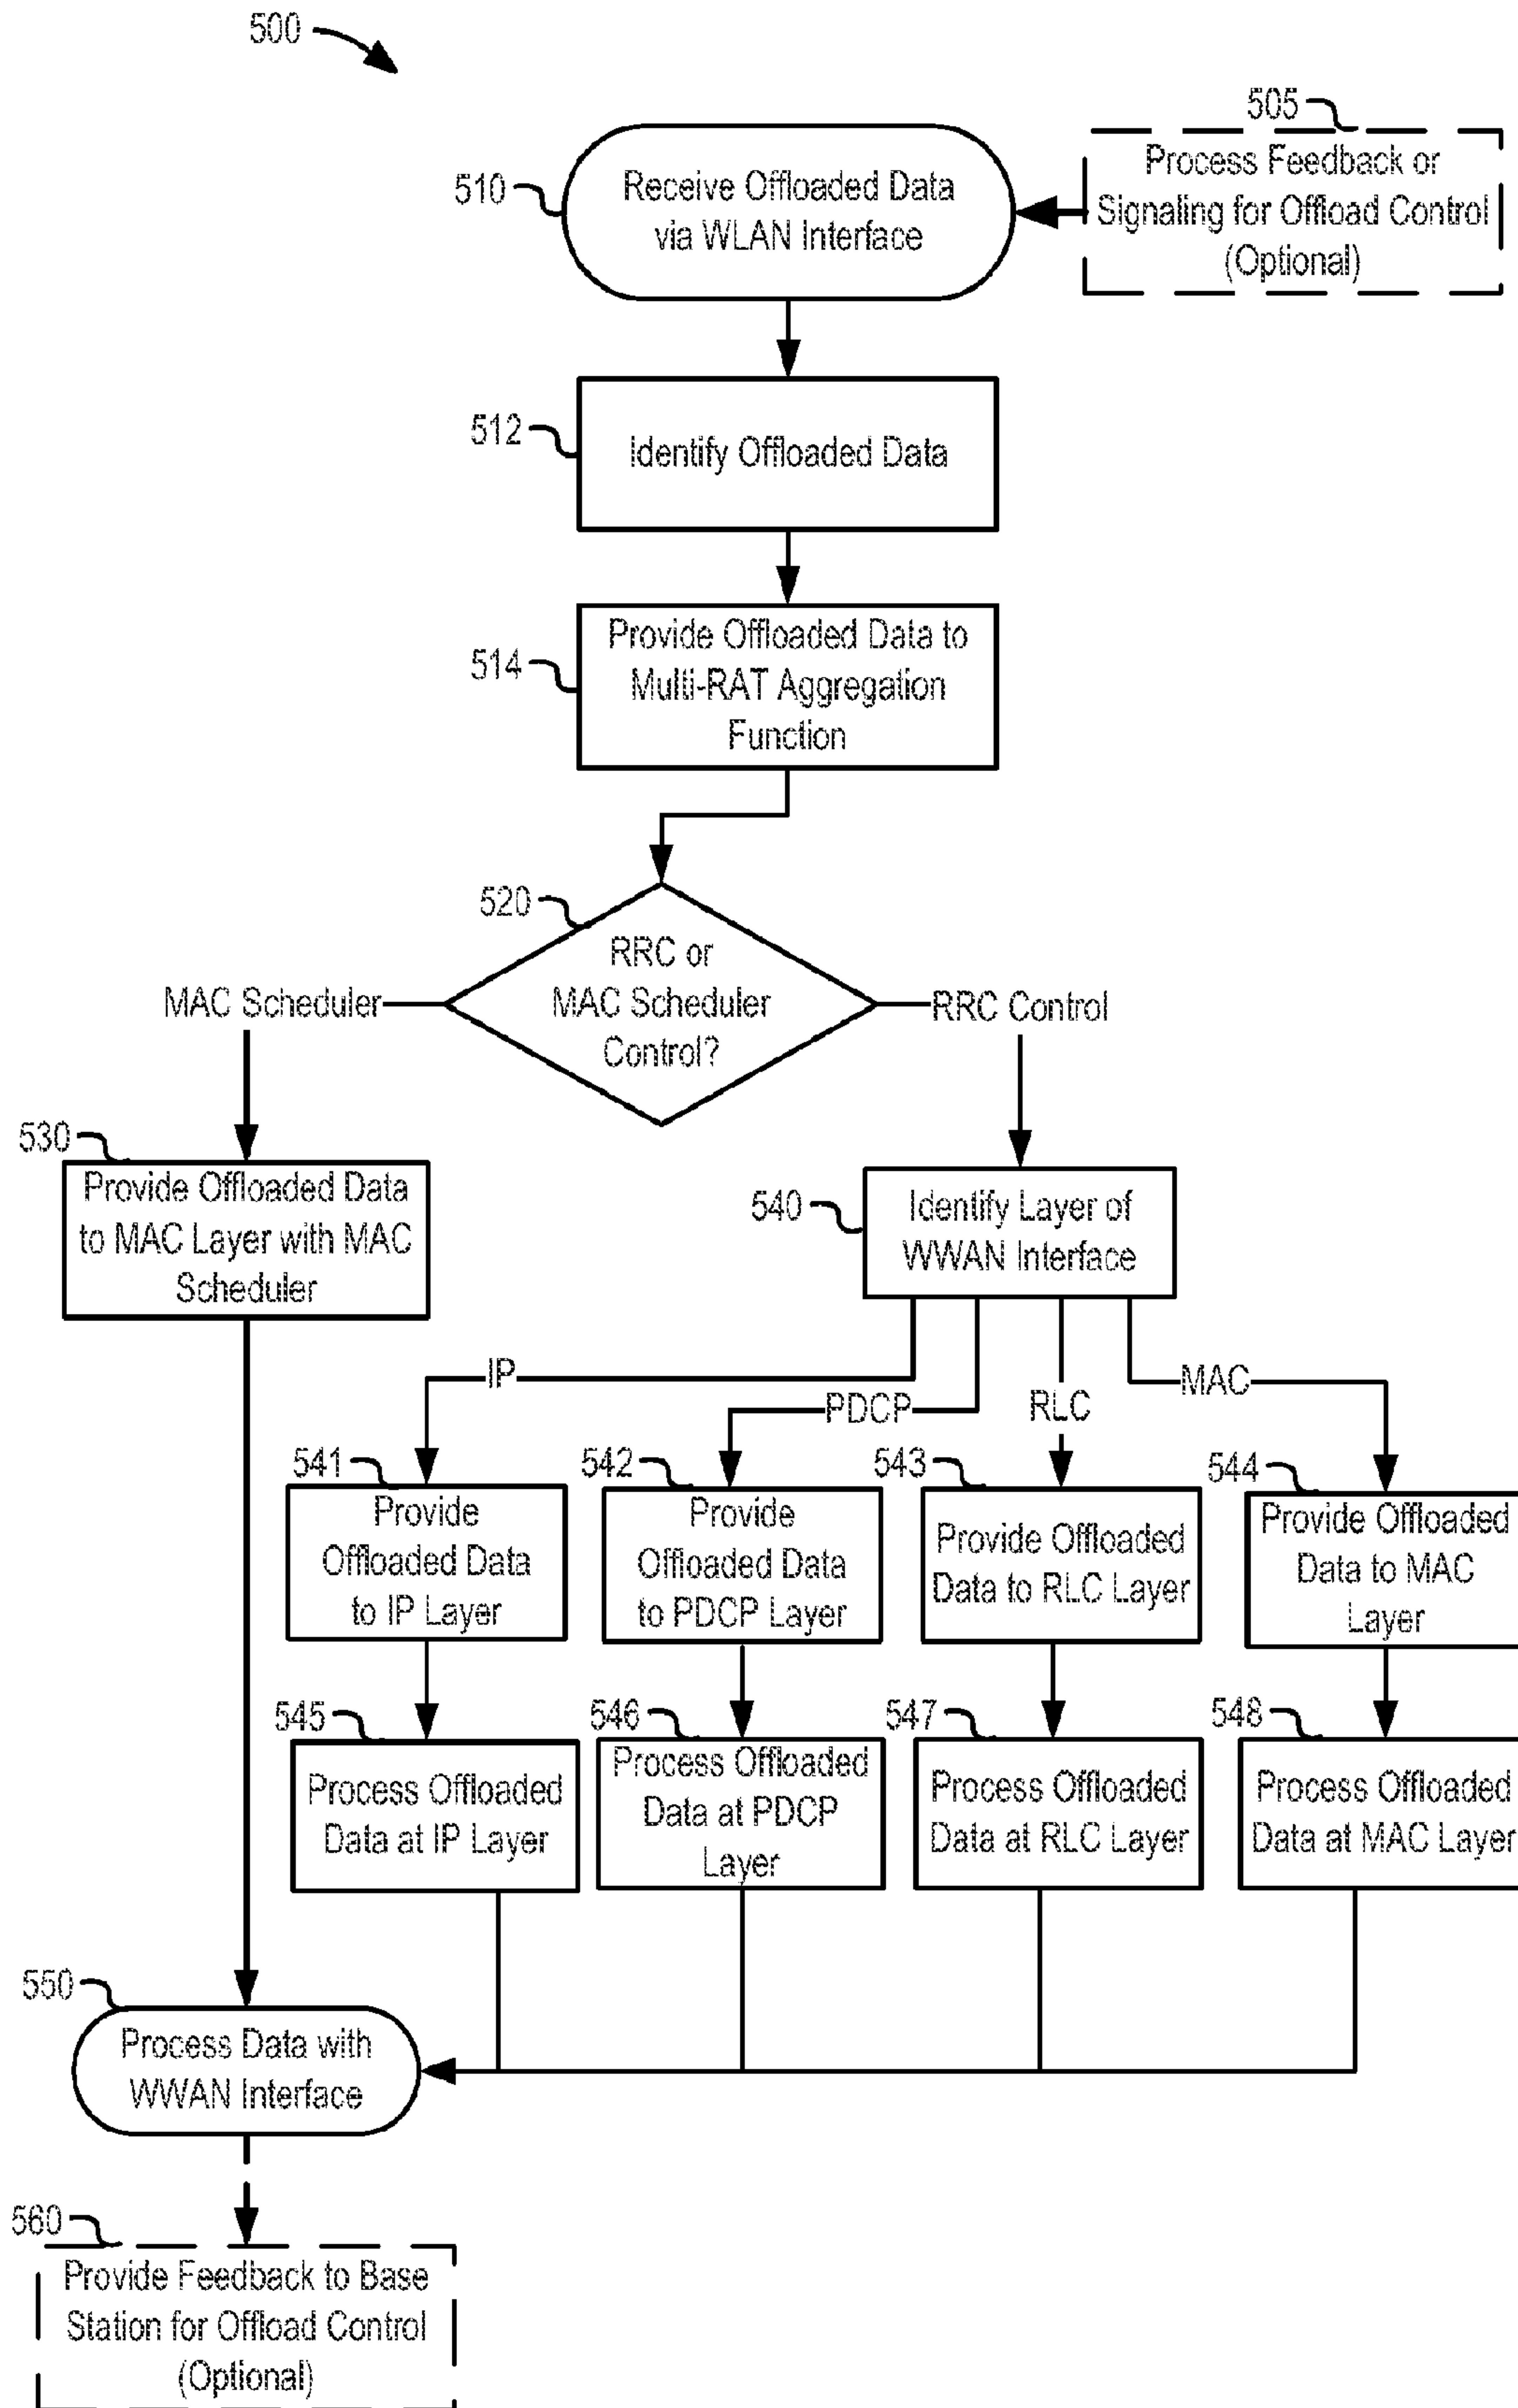 500
505
Process Feedback or
Signaling for Offload Control
(Optional)
510
Receive Offloaded Data
via WLAN Interface
512
Identify Offloaded Data
514
Provide Offloaded Data to
Multi-RAT Aggregation
Function
520
RRC or
MAC Scheduler
Control?
MAC Scheduler
RRC Control
530
Provide Offloaded Data
to MAC Layer with MAC
Scheduler
540
Identify Layer of
WWAN Interface
IP
PDCP
RLC
MAC
541
Provide
Offloaded Data
to IP Layer
542
Provide
Offloaded Data
to PDCP Layer
543
Provide Offloaded
Data to RLC Layer
544
Provide Offloaded
Data to MAC
Layer
545
Process Offloaded
Data at IP Layer
546
Process Offloaded
Data at PDCP
Layer
547
Process Offloaded
Data at RLC Layer
548
Process Offloaded
Data at MAC Layer
550
Process Data with
WWAN Interface
560
Provide Feedback to Base
Station for Offload Control
(Optional)